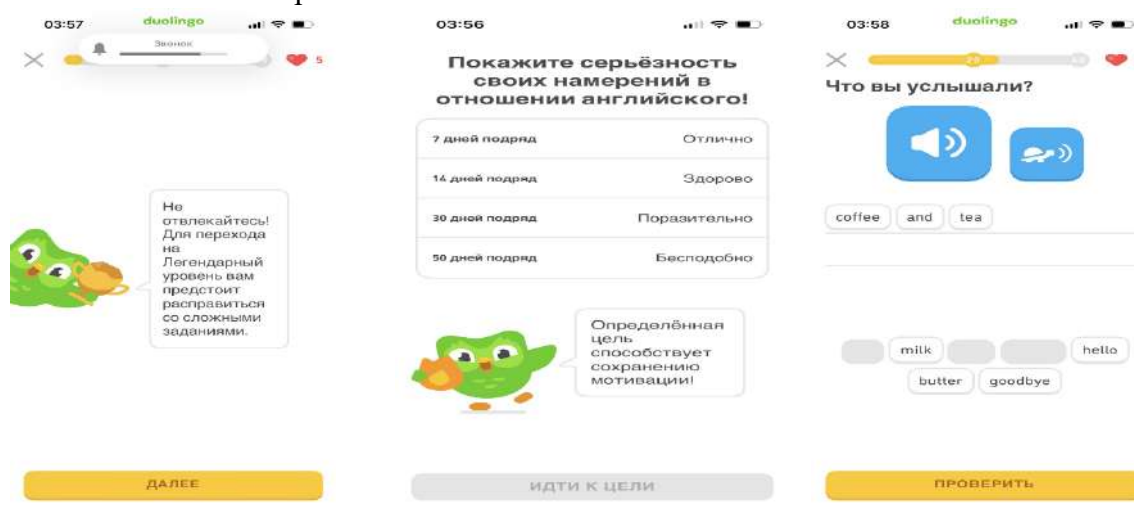 03:57
duolingo
Звонок
5
Не
отвлекайтесь!
Для перехода
на
Легендарный
уровень вам
предстоит
расправиться
со сложными
заданиями.
ДАЛЕЕ
03:56
Покажите серьёзность
своих намерений в
отношении английского!
7 дней подряд Отлично
14 дней подряд Здорово
30 дней подряд Поразительно
50 дней подряд Бесподобно
Определённая
цель
способствует
сохранению
мотивации!
ИДТИ К ЦЕЛИ
03:58
duolingo
Что вы услышали?
coffee and tea
milk hello
butter goodbye
ПРОВЕРИТЬ